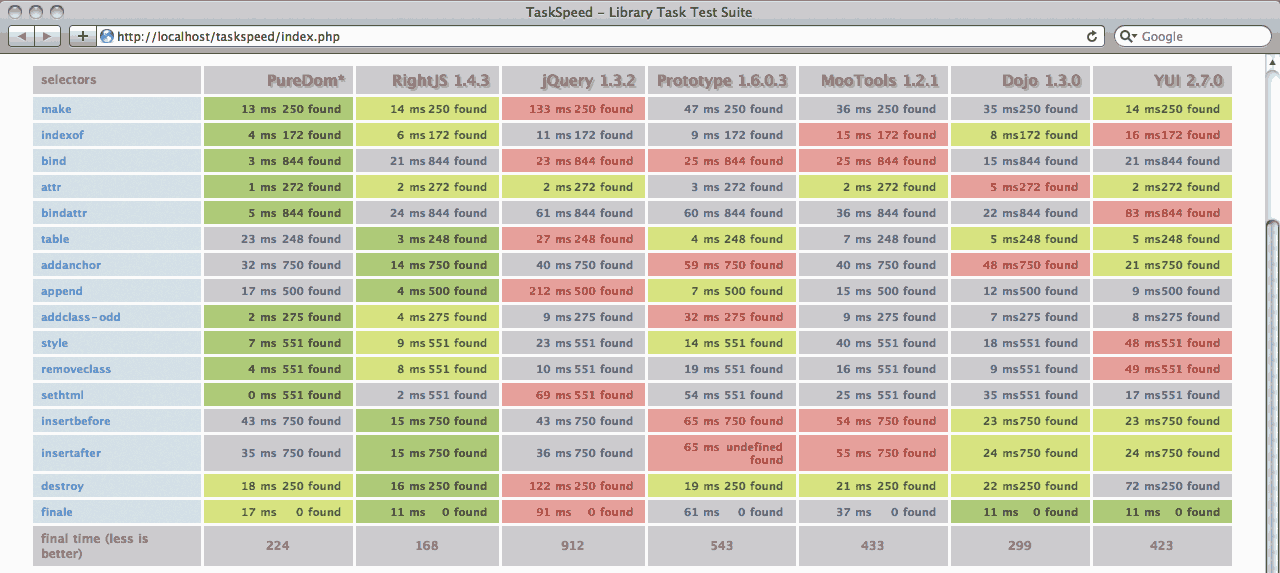 TaskSpeed – Library Task Test Suite
http://localhost/taskspeed/index.php
Google
selectors PureDom* RightJS 1.4.3 jQuery 1.3.2 Prototype 1.6.0.3 MooTools 1.2.1 Dojo 1.3.0 YUI 2.7.0
make 13 ms 250 found 14 ms 250 found 133 ms 250 found 47 ms 250 found 36 ms 250 found 35 ms250 found 14 ms250 found
indexof 4 ms 172 found 6 ms 172 found 11 ms 172 found 9 ms 172 found 15 ms 172 found 8 ms172 found 16 ms172 found
bind 3 ms 844 found 21 ms 844 found 23 ms 844 found 25 ms 844 found 25 ms 844 found 15 ms844 found 21 ms844 found
attr 1 ms 272 found 2 ms 272 found 2 ms 272 found 3 ms 272 found 2 ms 272 found 5 ms272 found 2 ms272 found
bindattr 5 ms 844 found 24 ms 844 found 61 ms 844 found 60 ms 844 found 36 ms 844 found 22 ms844 found 83 ms844 found
table 23 ms 248 found 3 ms 248 found 27 ms 248 found 4 ms 248 found 7 ms 248 found 5 ms248 found 5 ms248 found
addanchor 32 ms 750 found 14 ms 750 found 40 ms 750 found 59 ms 750 found 40 ms 750 found 48 ms750 found 21 ms750 found
append 17 ms 500 found 4 ms 500 found 212 ms 500 found 7 ms 500 found 15 ms 500 found 12 ms500 found 9 ms500 found
addclass-odd 2 ms 275 found 4 ms 275 found 9 ms 275 found 32 ms 275 found 9 ms 275 found 7 ms275 found 8 ms275 found
style 7 ms 551 found 9 ms 551 found 23 ms 551 found 14 ms 551 found 40 ms 551 found 18 ms551 found 48 ms551 found
removeclass 4 ms 551 found 8 ms 551 found 10 ms 551 found 19 ms 551 found 16 ms 551 found 9 ms551 found 49 ms551 found
sethtml 0 ms 551 found 2 ms 551 found 69 ms 551 found 54 ms 551 found 25 ms 551 found 35 ms551 found 17 ms551 found
insertbefore 43 ms 750 found 15 ms 750 found 43 ms 750 found 65 ms 750 found 54 ms 750 found 23 ms750 found 23 ms750 found
insertafter 35 ms 750 found 15 ms 750 found 36 ms 750 found 65 ms undefined found 55 ms 750 found 24 ms750 found 24 ms750 found
destroy 18 ms 250 found 16 ms 250 found 122 ms 250 found 19 ms 250 found 21 ms 250 found 22 ms250 found 72 ms250 found
finale 17 ms 0 found 11 ms 0 found 91 ms 0 found 61 ms 0 found 37 ms 0 found 11 ms 0 found 11 ms 0 found
final time (less is better) 224 168 912 543 433 299 423